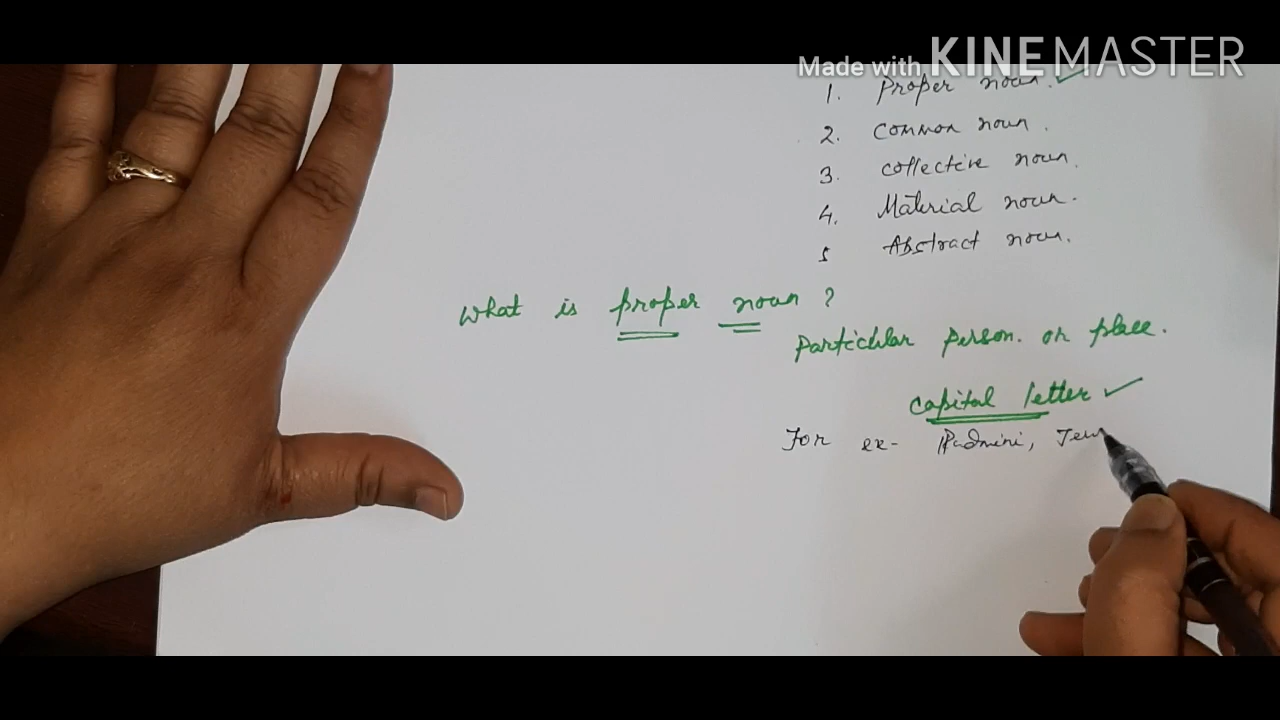 Made with KINEMASTER
1. Proper noun.
2. Common noun.
3. Collective noun.
4. Material noun.
5 Abstract noun.
What is proper noun ?
Particular person. or place.
Capital letter
For ex- Padmini,